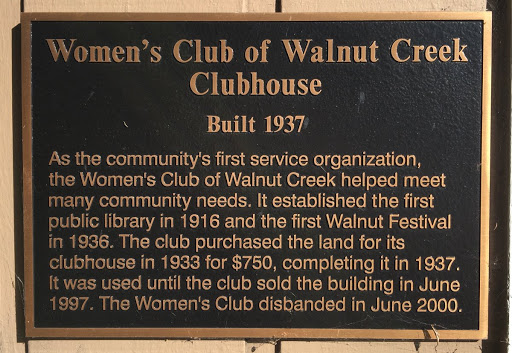 Women's Club of Walnut Creek
Clubhouse
Built 1937
As the community's first service organization,
the Women's Club of Walnut Creek helped meet
many community needs. It established the first
public library in 1916 and the first Walnut Festival
in 1936. The club purchased the land for its
clubhouse in 1933 for $750, completing it in 1937.
It was used until the club sold the building in June
1997. The Women's Club disbanded in June 2000.